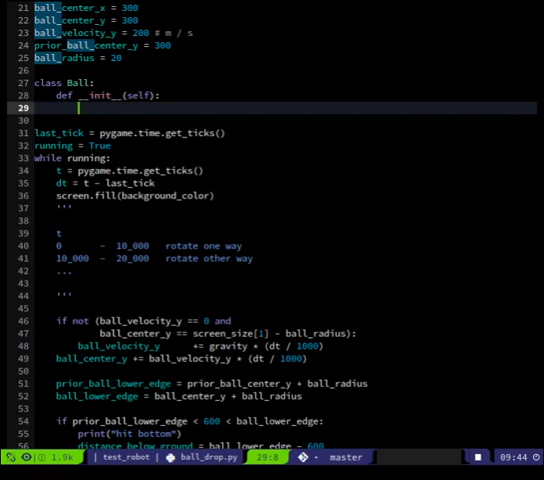 21 ball_center_x = 300
22 ball_center_y = 300
23 ball_velocity_y = 200 # m / s
24 prior_ball_center_y = 300
25 ball_radius = 20
26
27 class Ball:
28     def __init__(self):
29
30
31 last_tick = pygame.time.get_ticks()
32 running = True
33 while running:
34     t = pygame.time.get_ticks()
35     dt = t - last_tick
36     screen.fill(background_color)
37     '''
38
39     t
40     0       -  10_000   rotate one way
41     10_000  -  20_000   rotate other way
42     ...
43
44     '''
45
46     if not (ball_velocity_y == 0 and
47             ball_center_y == screen_size[1] - ball_radius):
48         ball_velocity_y      += gravity * (dt / 1000)
49     ball_center_y += ball_velocity_y * (dt / 1000)
50
51     prior_ball_lower_edge = prior_ball_center_y + ball_radius
52     ball_lower_edge = ball_center_y + ball_radius
53
54     if prior_ball_lower_edge < 600 < ball_lower_edge:
55         print("hit bottom")
56         distance_below_ground = ball_lower_edge - 600
1.9k | test_robot | ball_drop.py 29:8 master 09:44